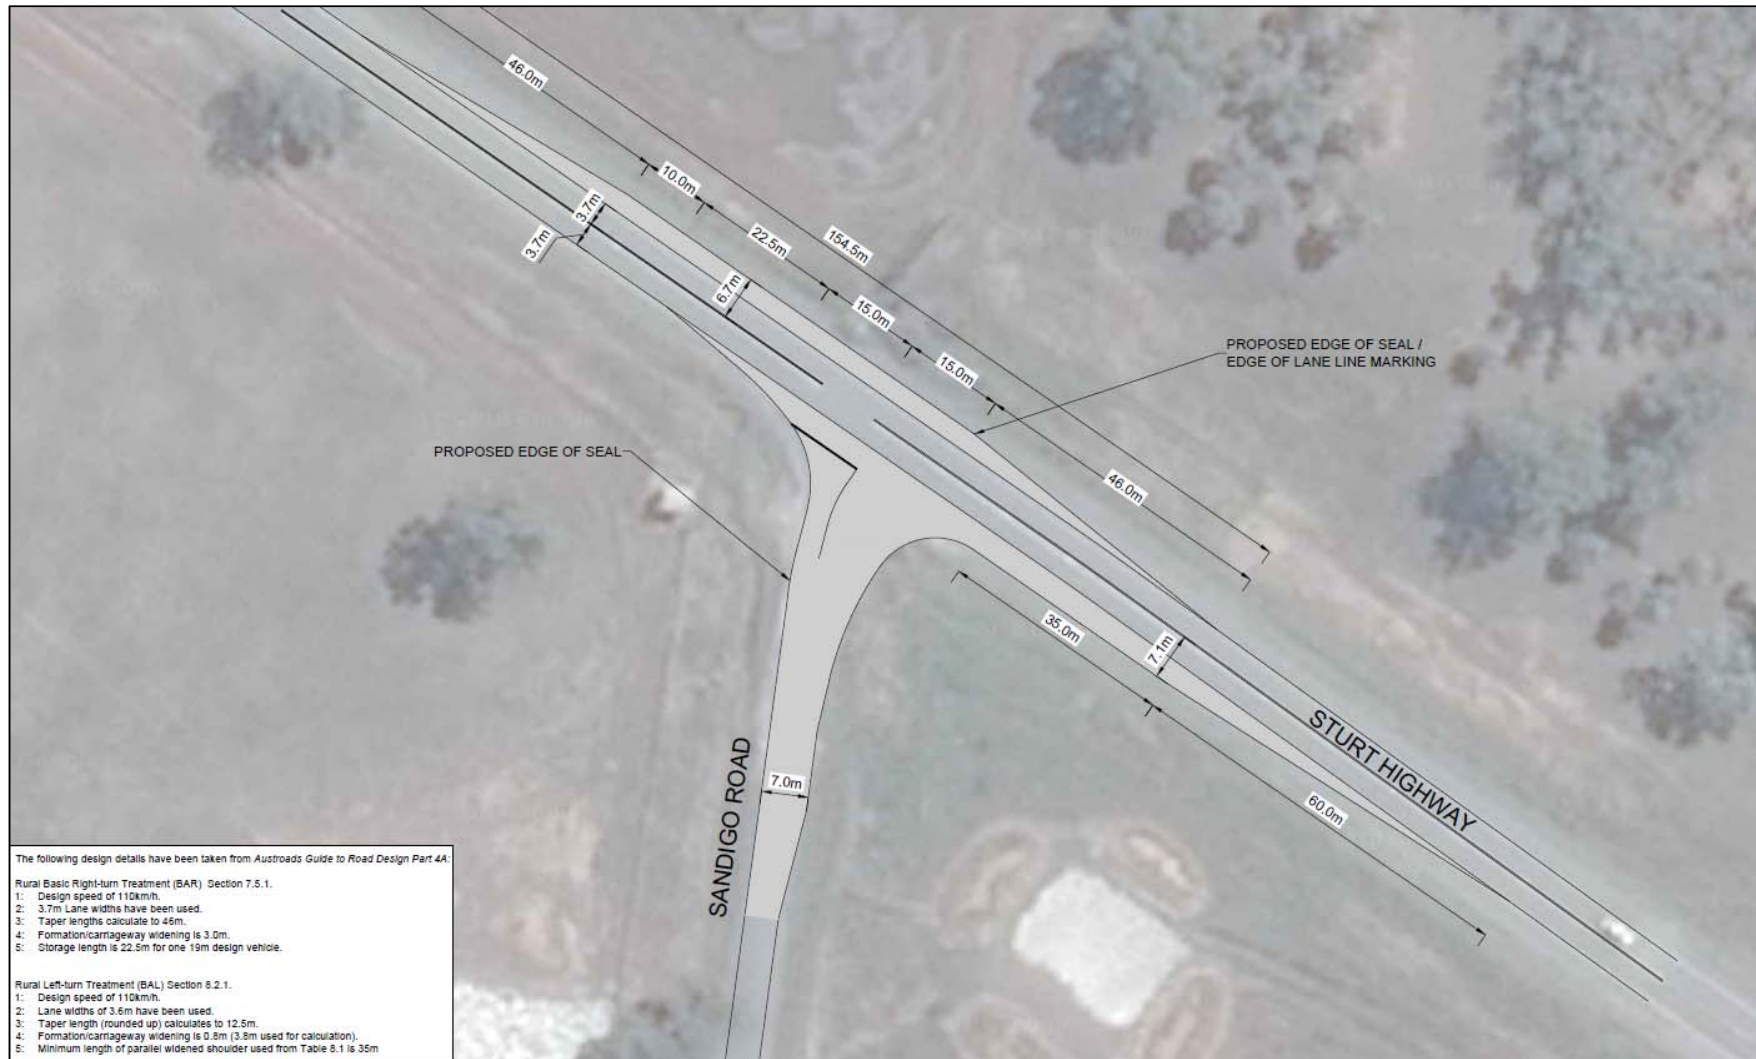 46.0m
10.0m
3.7m
3.7m
22.5m
154.5m
6.7m
15.0m
15.0m
PROPOSED EDGE OF SEAL /
EDGE OF LANE LINE MARKING
PROPOSED EDGE OF SEAL
46.0m
35.0m
7.1m
STURT HIGHWAY
SANDIGO ROAD
7.0m
60.0m
The following design details have been taken from Austroads Guide to Road Design Part 4A:
Rural Basic Right-turn Treatment (BAR) Section 7.5.1.
1: Design speed of 110km/h.
2: 3.7m Lane widths have been used.
3: Taper lengths calculate to 46m.
4: Formation/carriageway widening is 3.0m.
5: Storage length is 22.5m for one 19m design vehicle.
Rural Left-turn Treatment (BAL) Section 8.2.1.
1: Design speed of 110km/h.
2: Lane widths of 3.6m have been used.
3: Taper length (rounded up) calculates to 12.5m.
4: Formation/carriageway widening is 0.8m (3.8m used for calculation).
5: Minimum length of parallel widened shoulder used from Table 8.1 is 35m